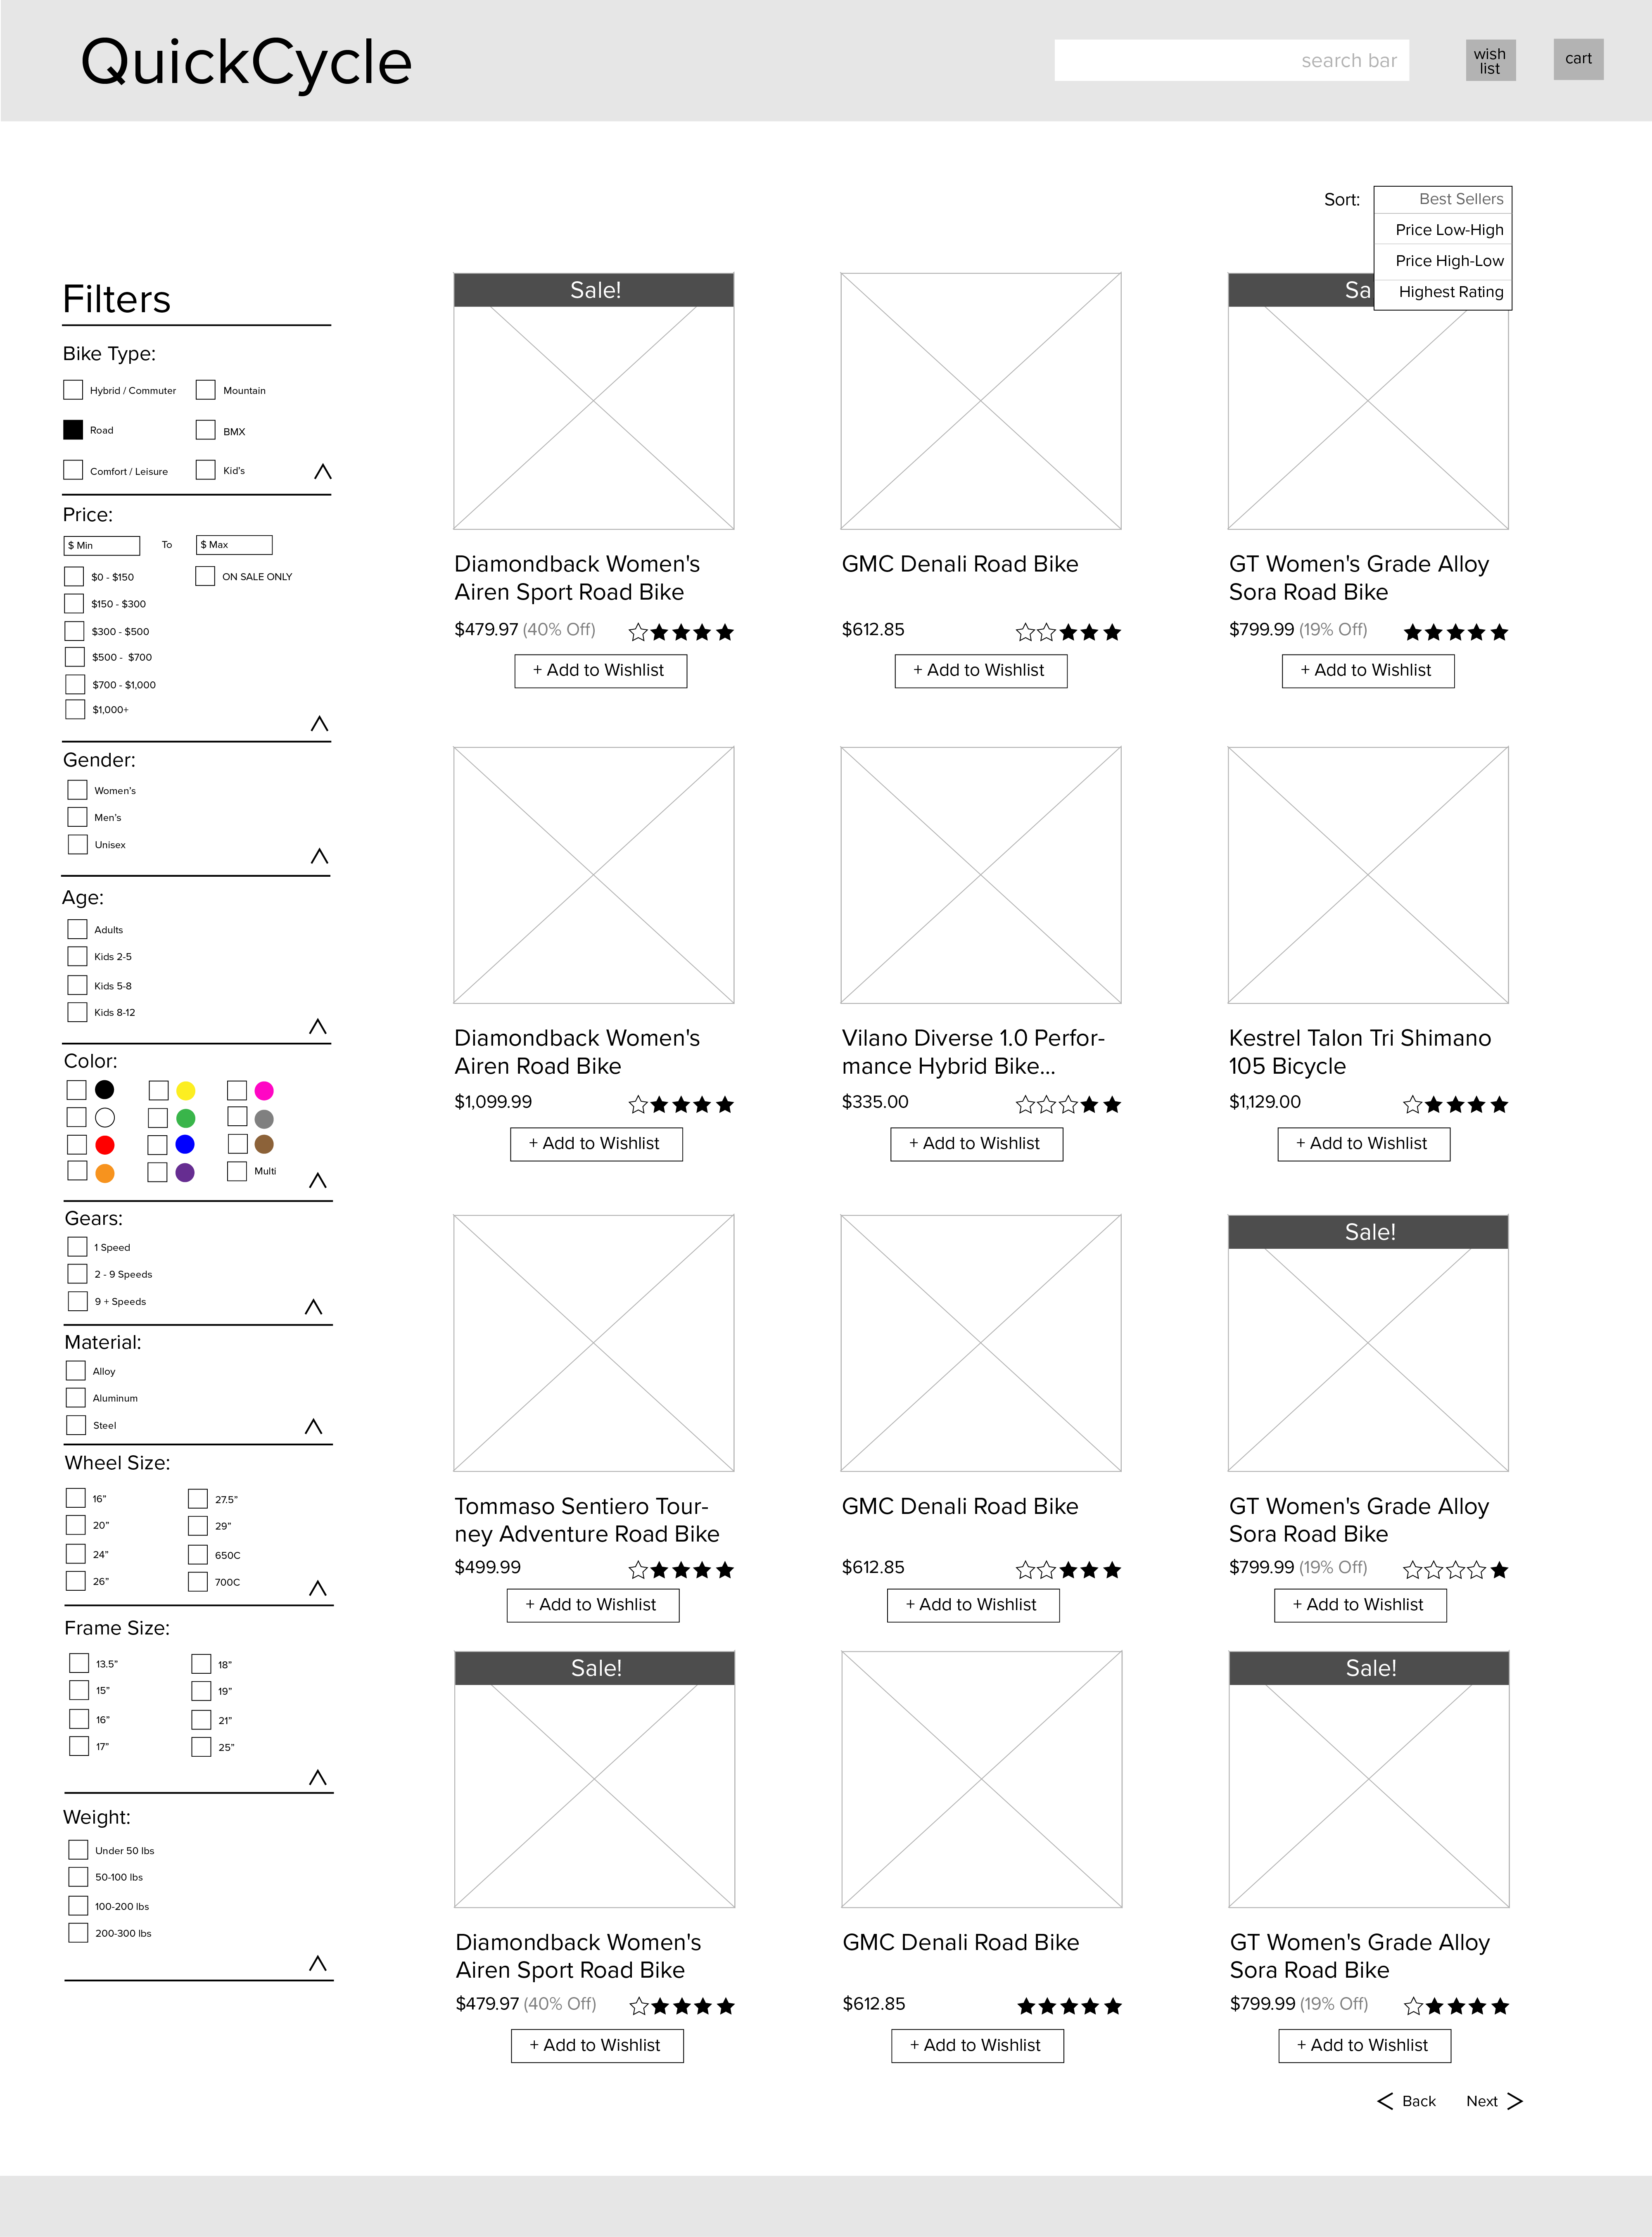 QuickCycle
search bar
wish
list
cart
Sort:
Best Sellers
Price Low-High
Price High-Low
Highest Rating
Filters
Bike Type:
Hybrid / Commuter
Mountain
Road
BMX
Comfort / Leisure
Kid's
Price:
$ Min
To
$ Max
$0 - $150
ON SALE ONLY
$150 - $300
$300 - $500
$500 - $700
$700 - $1,000
$1,000+
Gender:
Women's
Men's
Unisex
Age:
Adults
Kids 2-5
Kids 5-8
Kids 8-12
Color:
Multi
Gears:
1 Speed
2 - 9 Speeds
9 + Speeds
Material:
Alloy
Aluminum
Steel
Wheel Size:
16"
27.5"
20"
29"
24"
650C
26"
700C
Frame Size:
13.5"
18"
15"
19"
16"
21"
17"
25"
Weight:
Under 50 lbs
50-100 lbs
100-200 lbs
200-300 lbs
Sale!
Diamondback Women's
Airen Sport Road Bike
$479.97 (40% Off)
+ Add to Wishlist
GMC Denali Road Bike
$612.85
+ Add to Wishlist
Sa
GT Women's Grade Alloy
Sora Road Bike
$799.99 (19% Off)
+ Add to Wishlist
Diamondback Women's
Airen Road Bike
$1,099.99
+ Add to Wishlist
Vilano Diverse 1.0 Perfor-
mance Hybrid Bike...
$335.00
+ Add to Wishlist
Kestrel Talon Tri Shimano
105 Bicycle
$1,129.00
+ Add to Wishlist
Tommaso Sentiero Tour-
ney Adventure Road Bike
$499.99
+ Add to Wishlist
GMC Denali Road Bike
$612.85
+ Add to Wishlist
Sale!
GT Women's Grade Alloy
Sora Road Bike
$799.99 (19% Off)
+ Add to Wishlist
Sale!
Diamondback Women's
Airen Sport Road Bike
$479.97 (40% Off)
+ Add to Wishlist
GMC Denali Road Bike
$612.85
+ Add to Wishlist
Sale!
GT Women's Grade Alloy
Sora Road Bike
$799.99 (19% Off)
+ Add to Wishlist
Back
Next